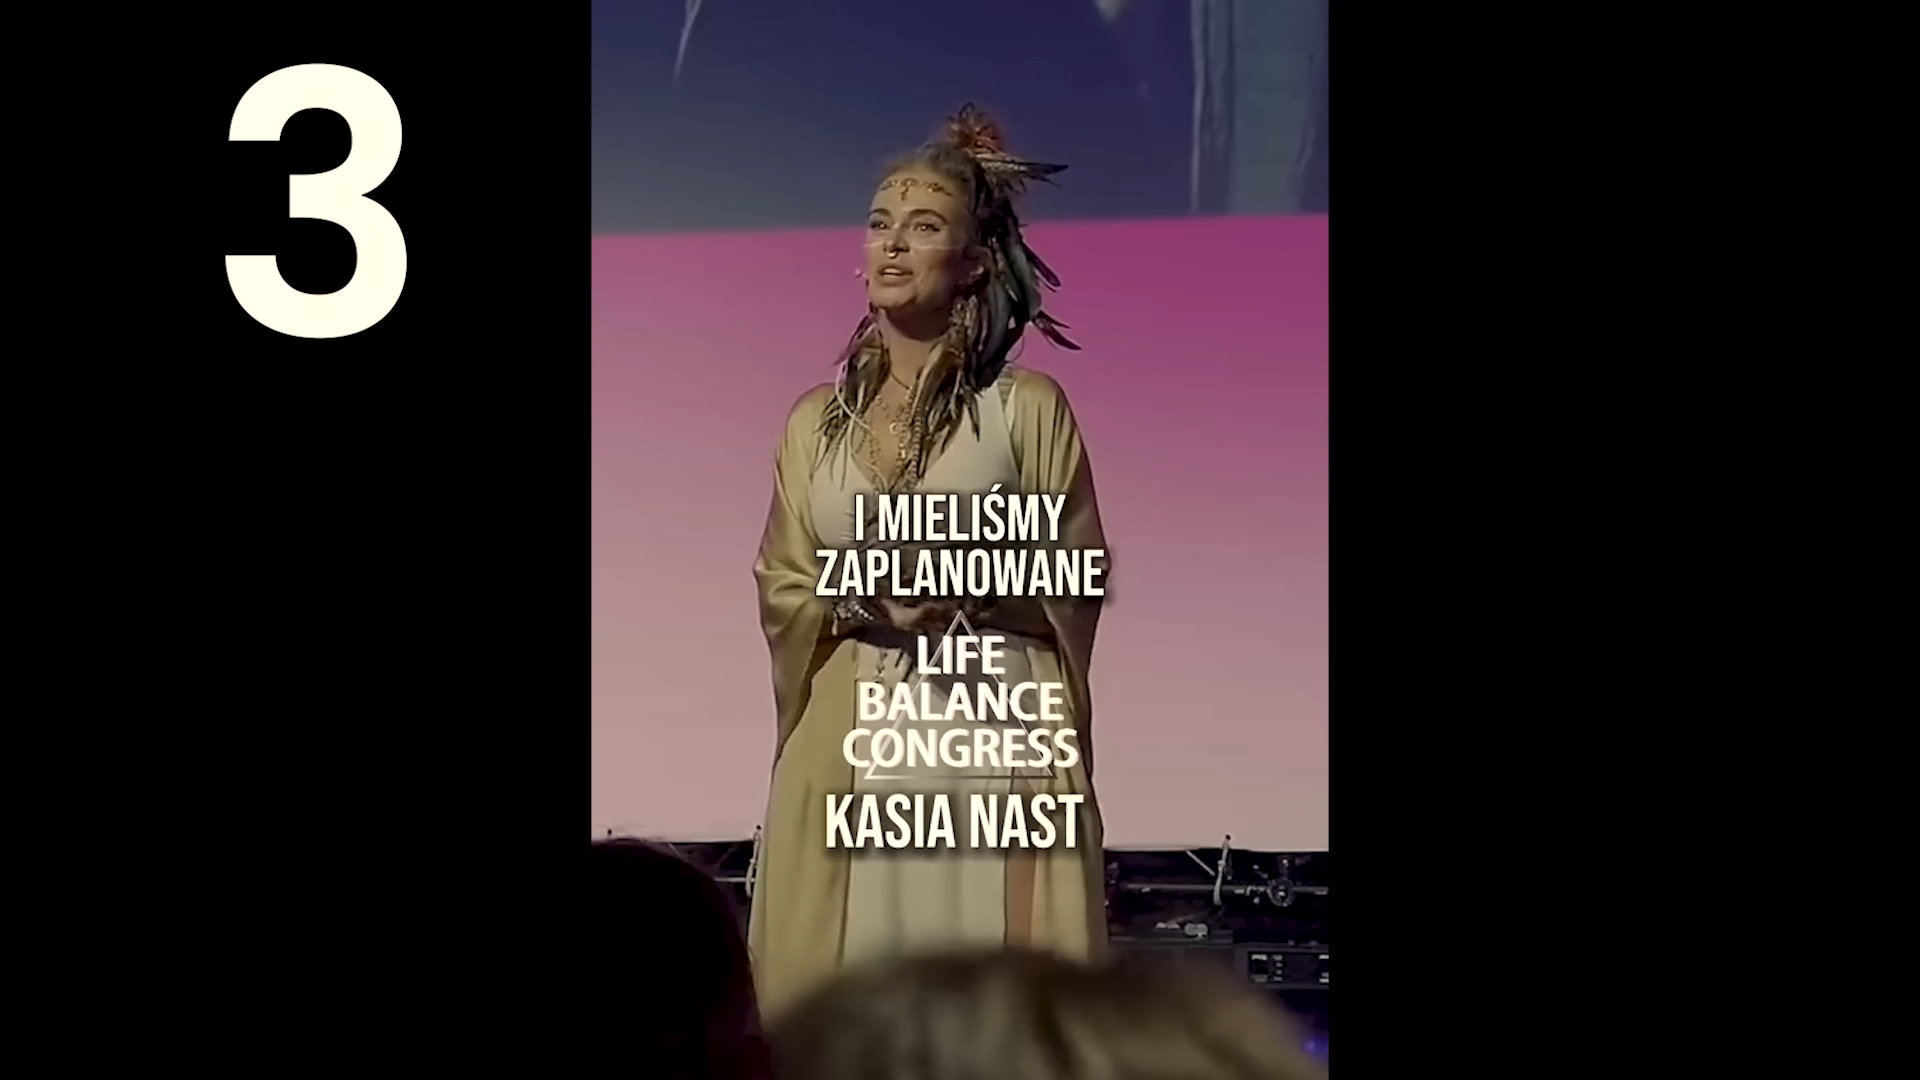 3
I MIELIŚMY
ZAPLANOWANE
LIFE
BALANCE
CONGRESS
KASIA NAST